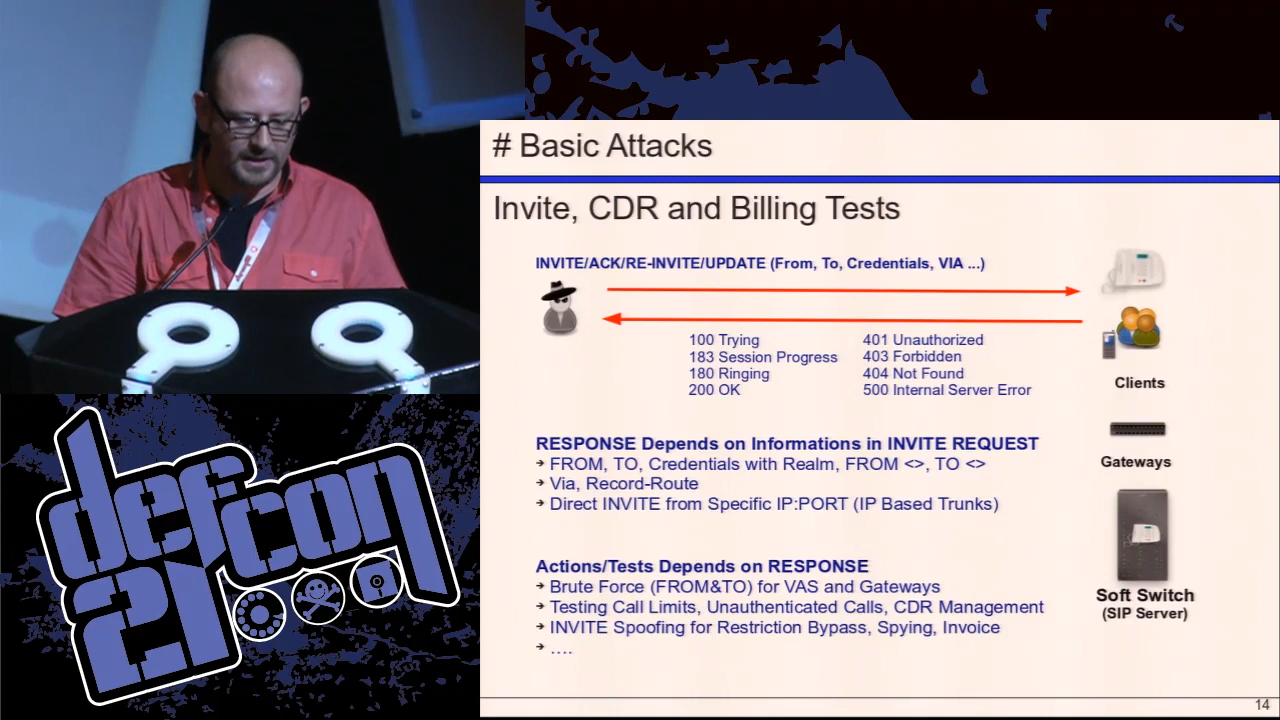 # Basic Attacks
Invite, CDR and Billing Tests
INVITE/ACK/RE-INVITE/UPDATE (From, To, Credentials, VIA ...)
100 Trying
183 Session Progress
180 Ringing
200 OK
401 Unauthorized
403 Forbidden
404 Not Found
500 Internal Server Error
Clients
Gateways
Soft Switch
(SIP Server)
RESPONSE Depends on Informations in INVITE REQUEST
➔ FROM, TO, Credentials with Realm, FROM <>, TO <>
➔ Via, Record-Route
➔ Direct INVITE from Specific IP:PORT (IP Based Trunks)
Actions/Tests Depends on RESPONSE
➔ Brute Force (FROM&TO) for VAS and Gateways
➔ Testing Call Limits, Unauthenticated Calls, CDR Management
➔ INVITE Spoofing for Restriction Bypass, Spying, Invoice
➔ ....
14
defcon
21